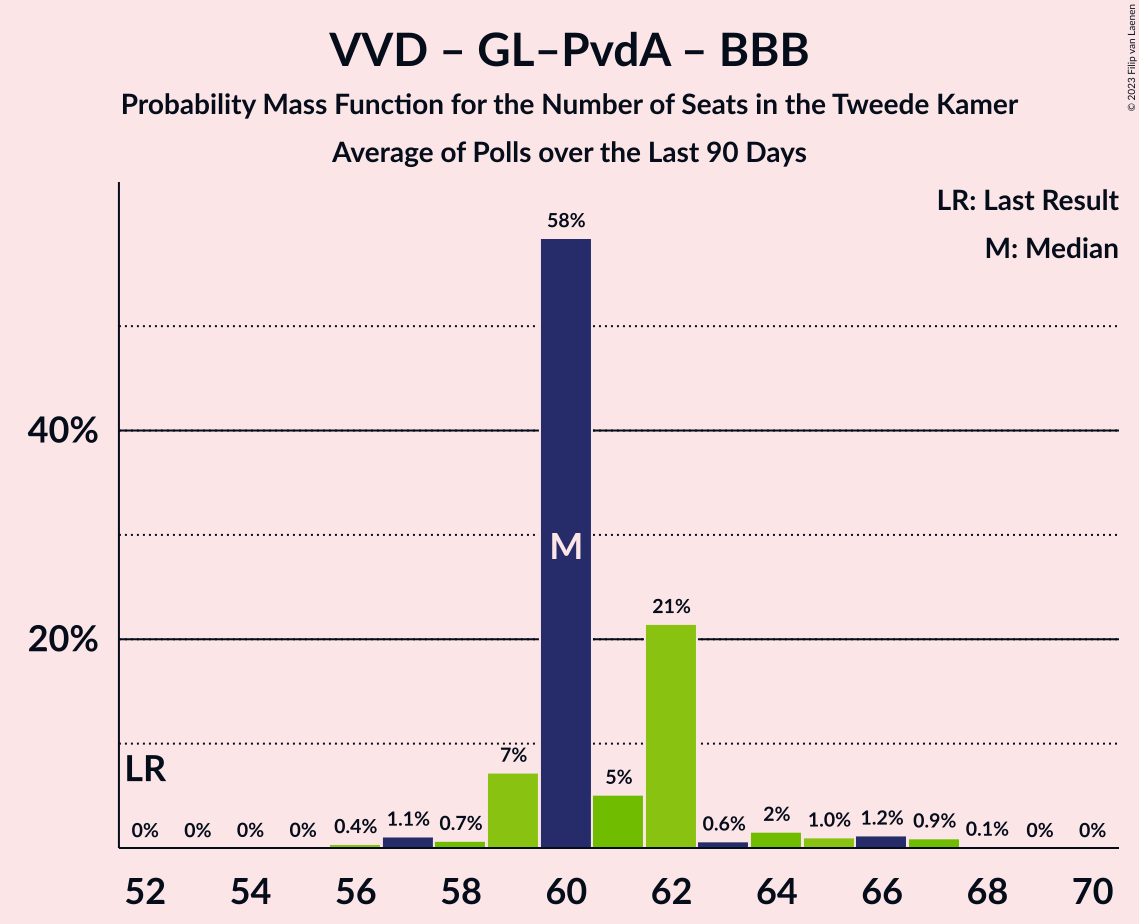 VVD – GL–PvdA – BBB
Probability Mass Function for the Number of Seats in the Tweede Kamer
Average of Polls over the Last 90 Days
© 2023 Filip van Laenen
LR: Last Result
M: Median
58%
40%
M
21%
20%
LR
7%
5%
0% 0% 0% 0% 0.4% 1.1% 0.7% 0.6% 2% 1.0% 1.2% 0.9% 0.1% 0% 0%
52 54 56 58 60 62 64 66 68 70